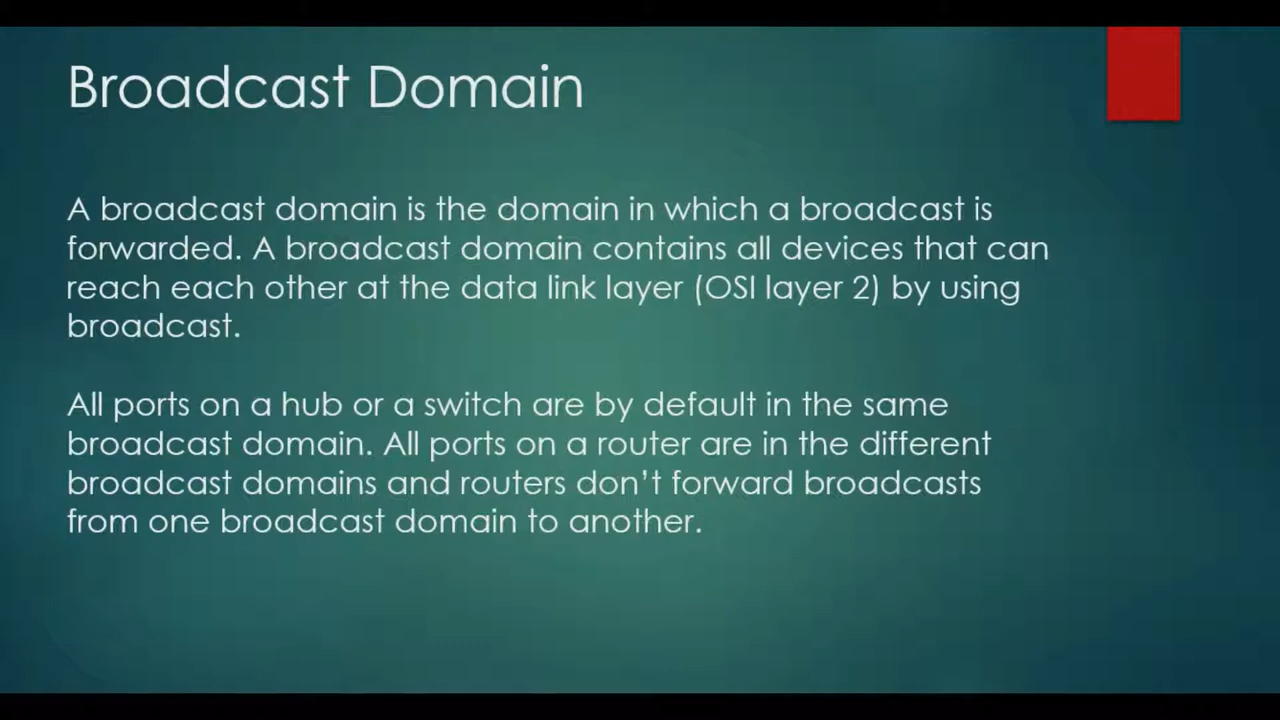 Broadcast Domain
A broadcast domain is the domain in which a broadcast is
forwarded. A broadcast domain contains all devices that can
reach each other at the data link layer (OSI layer 2) by using
broadcast.
All ports on a hub or a switch are by default in the same
broadcast domain. All ports on a router are in the different
broadcast domains and routers don’t forward broadcasts
from one broadcast domain to another.